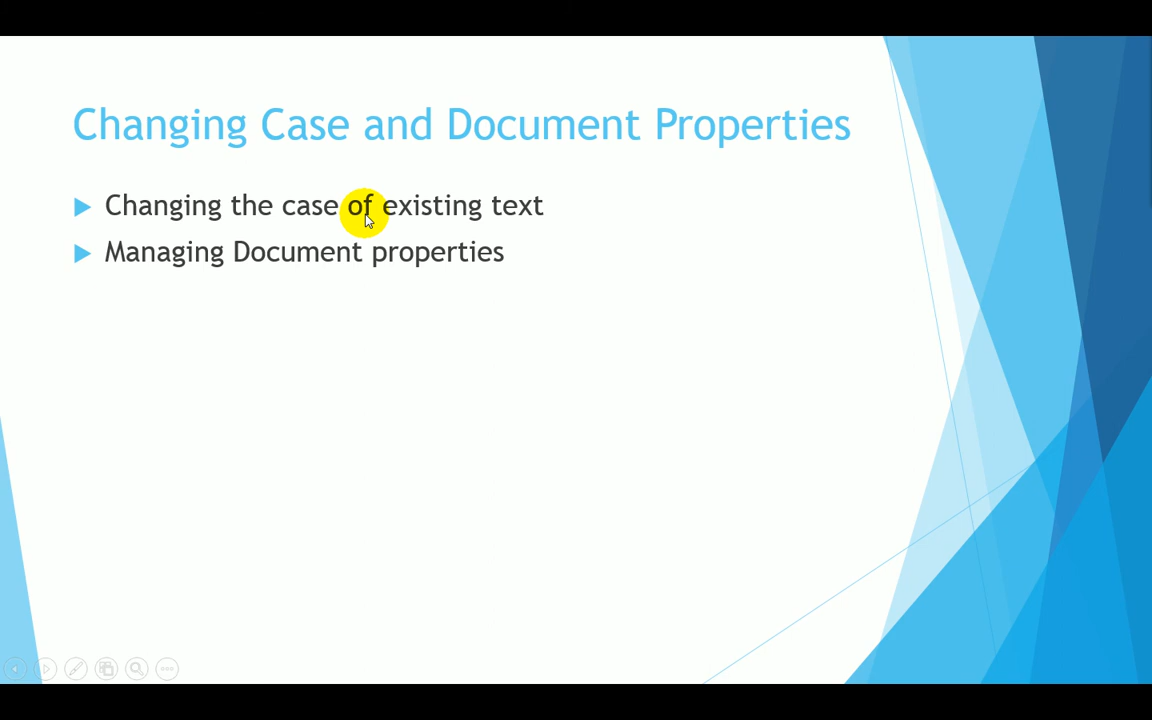 Changing Case and Document Properties
Changing the case of existing text
Managing Document properties